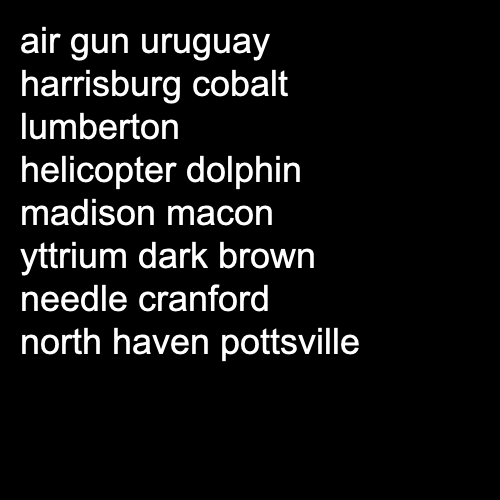 air gun uruguay
harrisburg cobalt
lumberton
helicopter dolphin
madison macon
yttrium dark brown
needle cranford
north haven pottsville